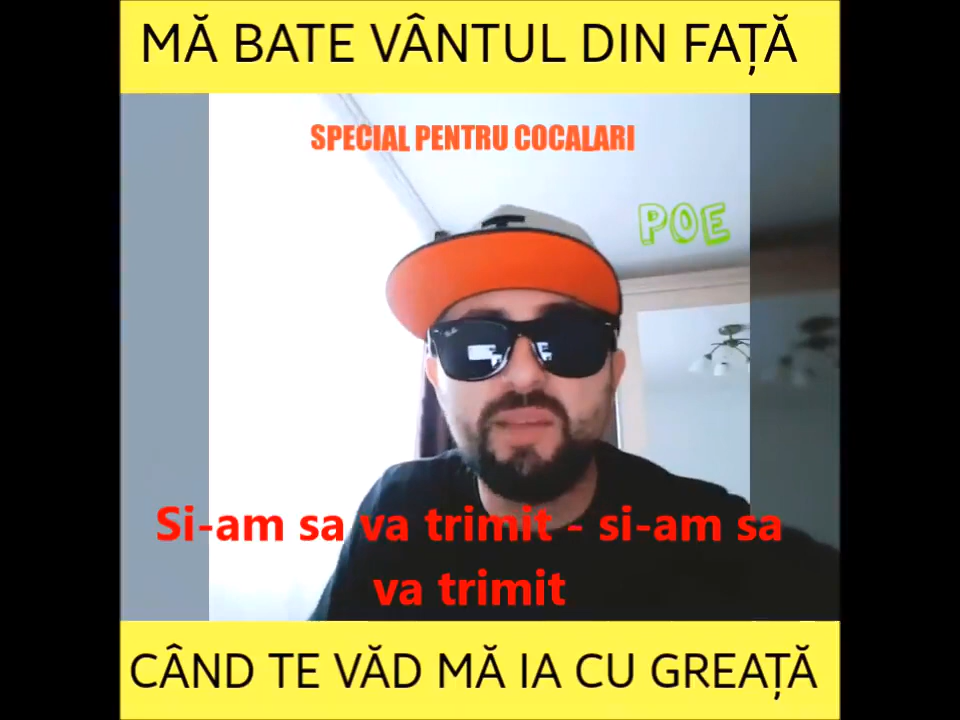 MĂ BATE VÂNTUL DIN FAȚĂ
SPECIAL PENTRU COCALARI
POE
Si-am sa va trimit - si-am sa
va trimit
CÂND TE VĂD MĂ IA CU GREAȚĂ